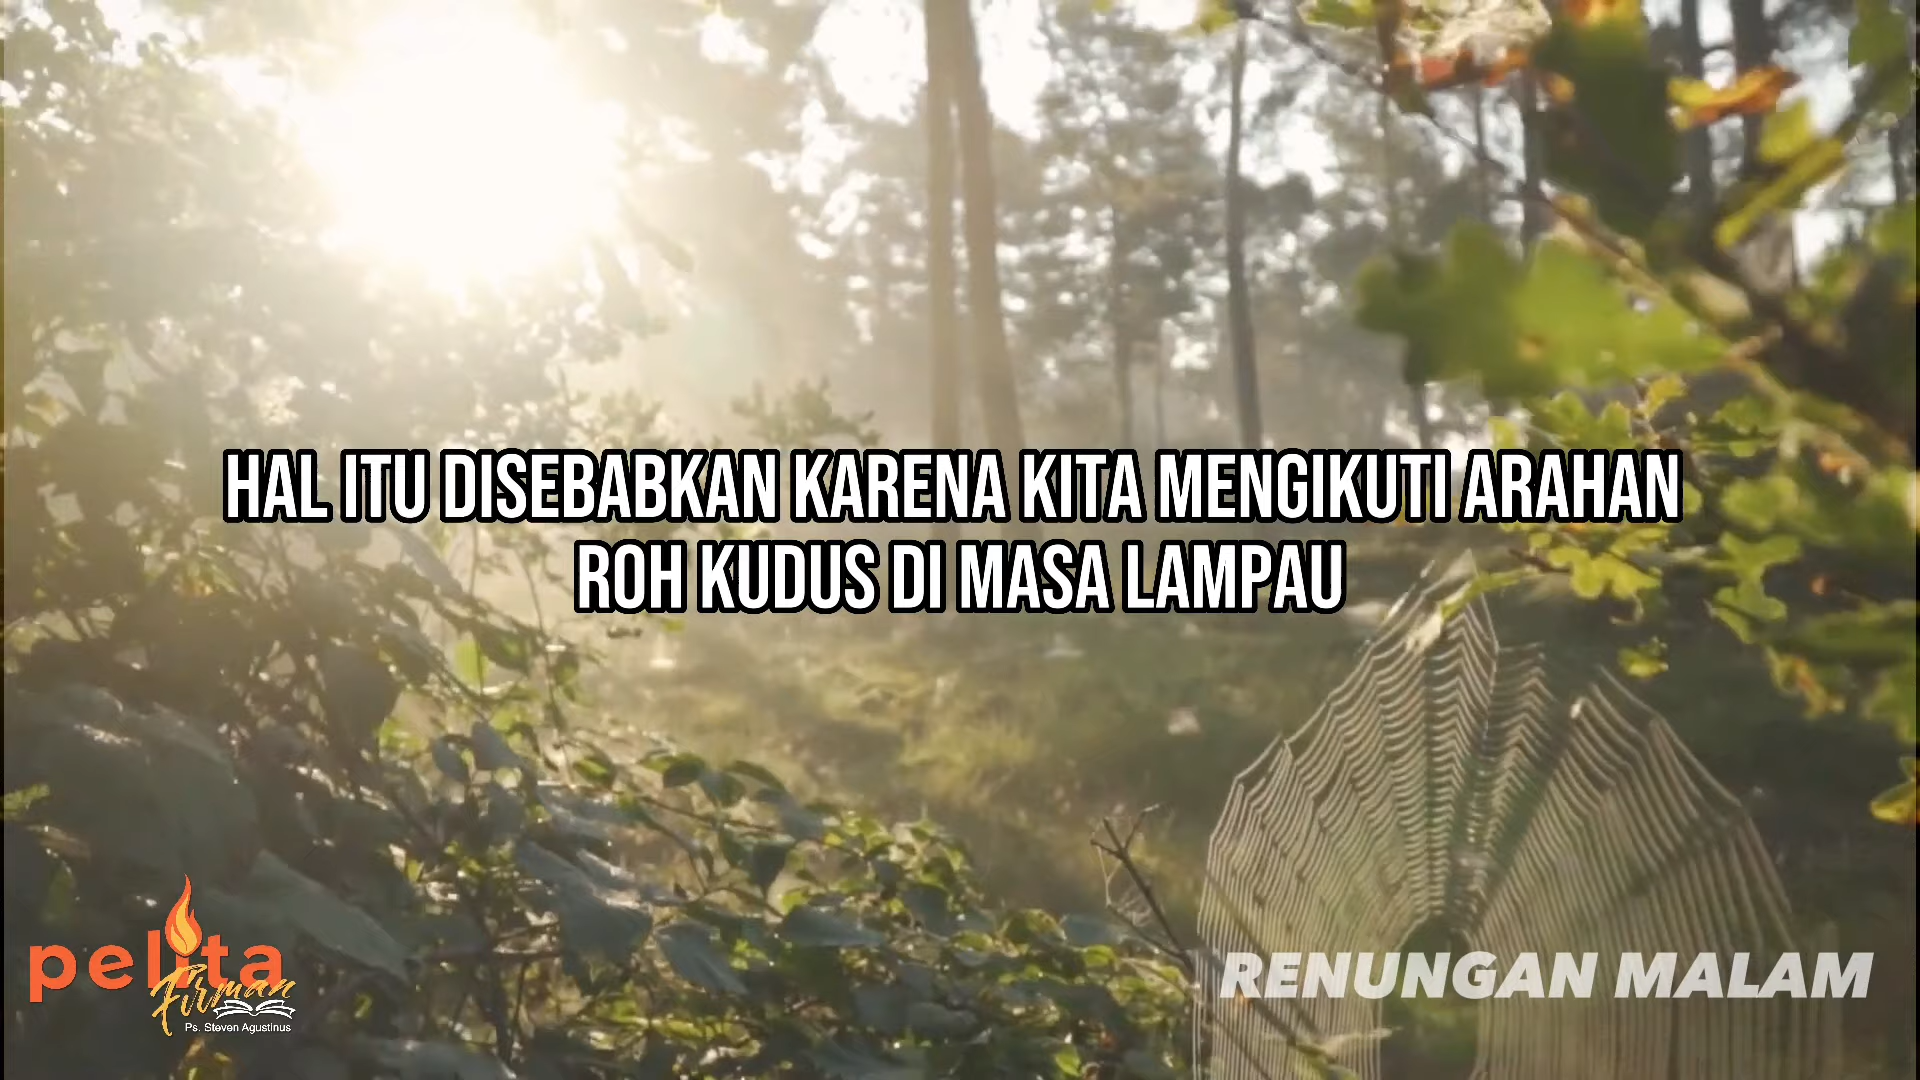 HAL ITU DISEBABKAN KARENA KITA MENGIKUTI ARAHAN
ROH KUDUS DI MASA LAMPAU
pelita
Firman
Ps. Steven Agustinus
RENUNGAN MALAM